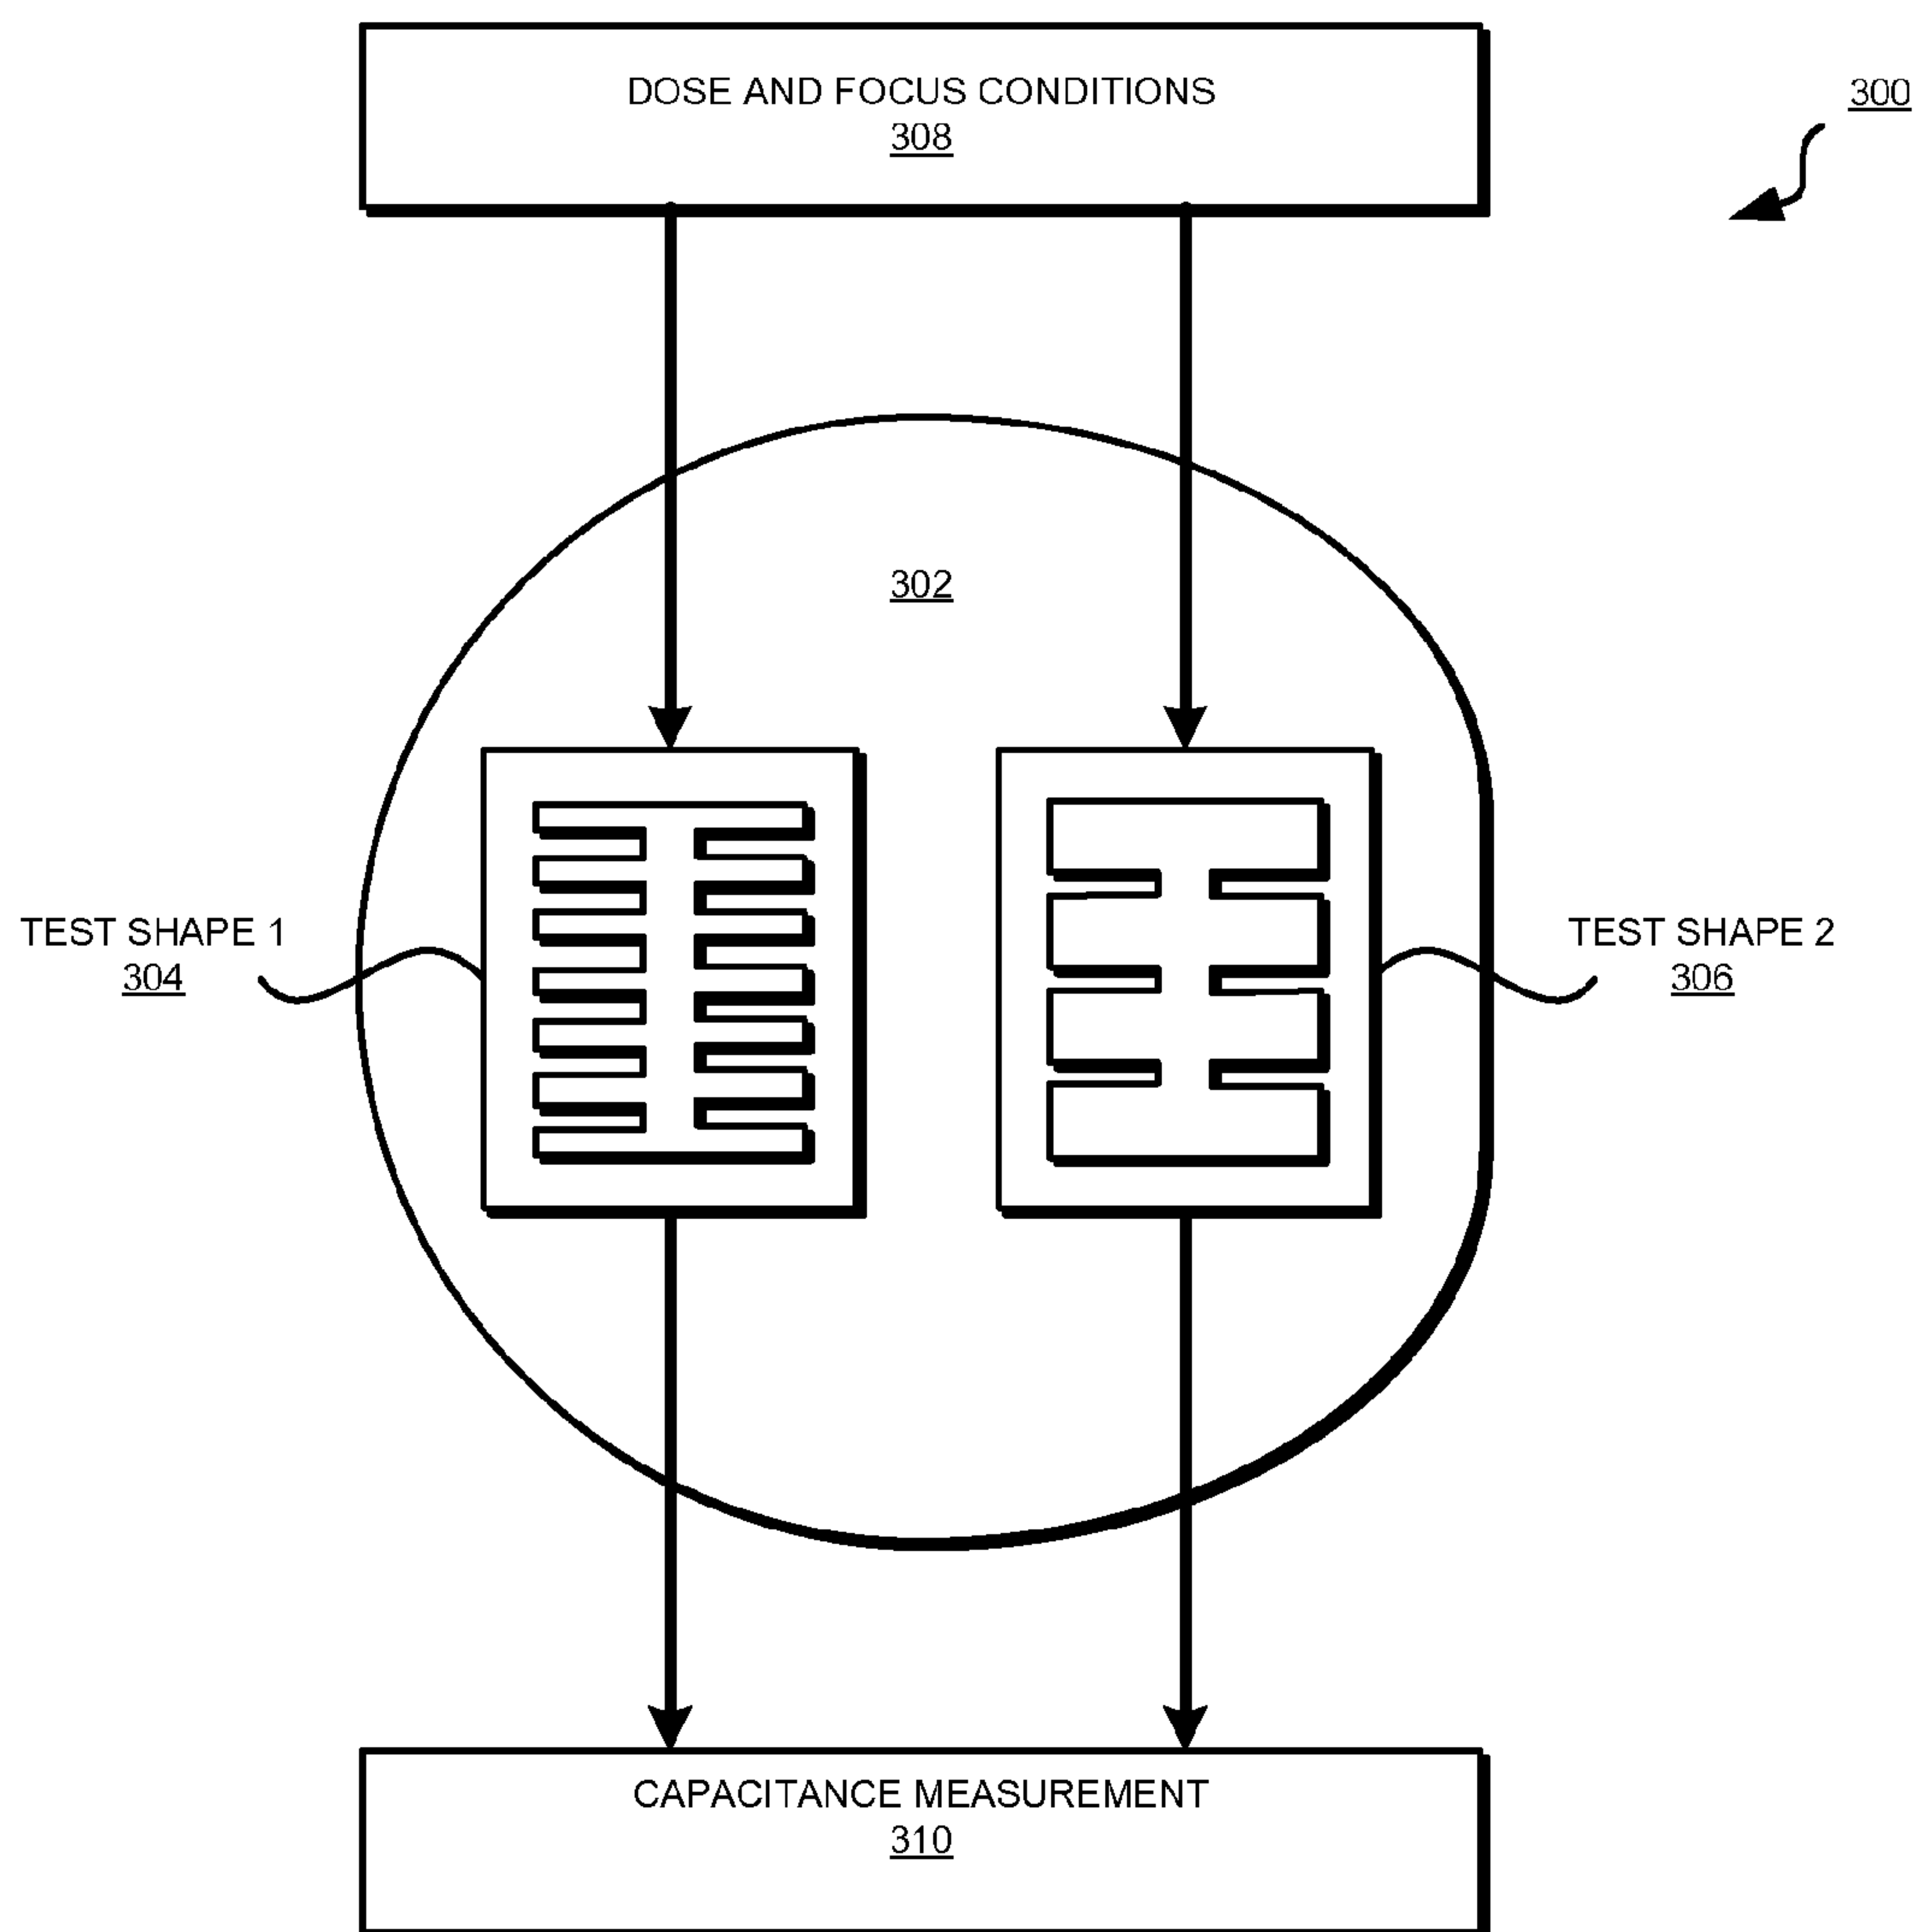 DOSE AND FOCUS CONDITIONS
308
300
302
TEST SHAPE 1
304
TEST SHAPE 2
306
CAPACITANCE MEASUREMENT
310